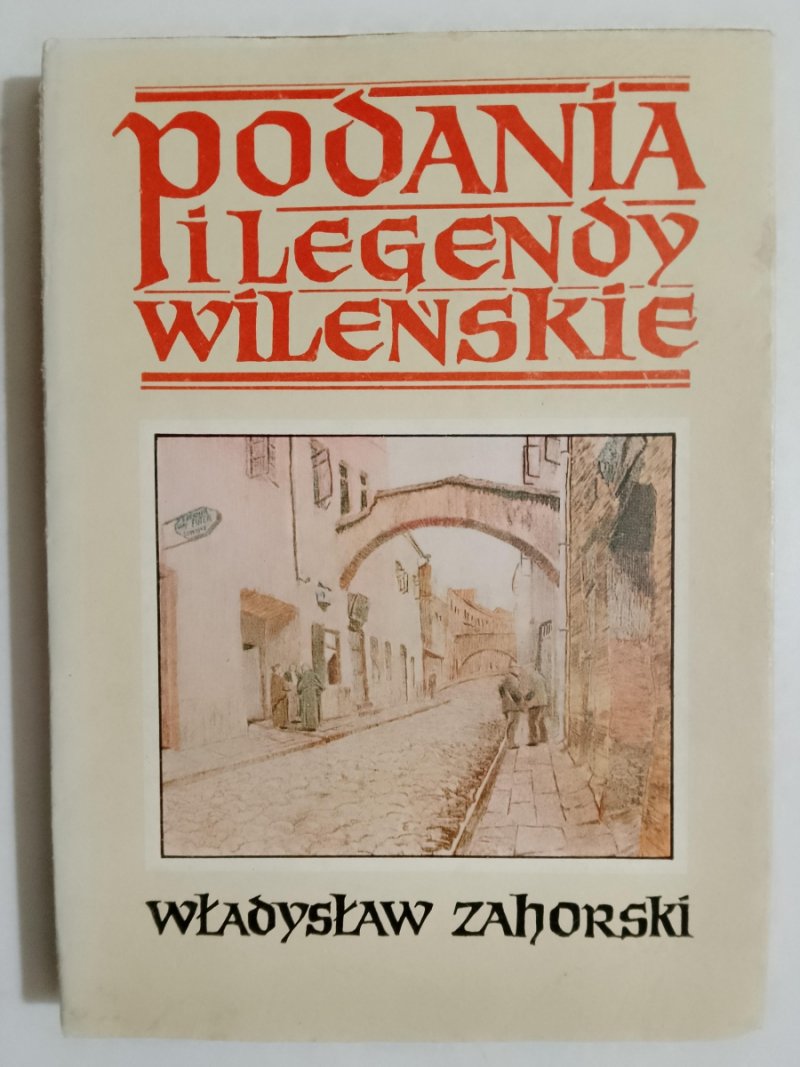 PODANIA
I LEGENDY
WILEŃSKIE
WŁADYSŁAW ZAHORSKI